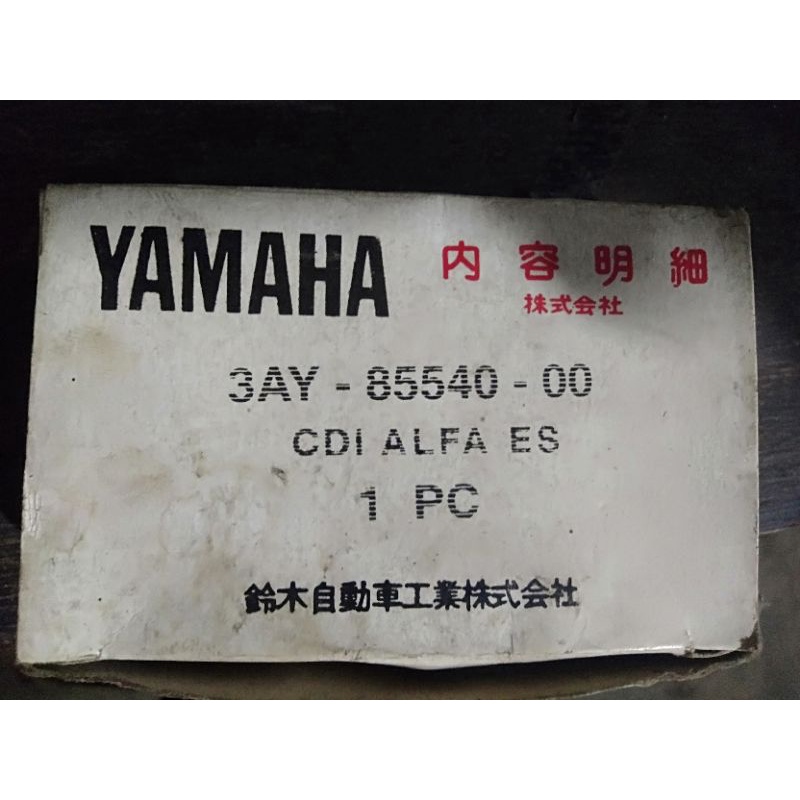 YAMAHA 内容明細
株式会社
3AY - 85540 - 00
CDI ALFA ES
1 PC
鈴木自動車工業株式会社